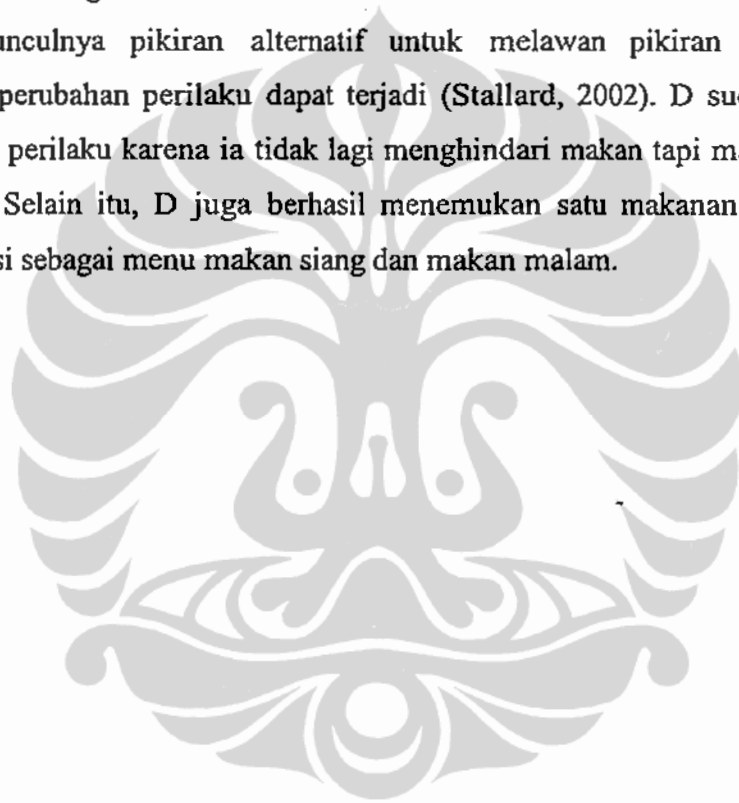 unculnya pikiran alternatif untuk melawan pikiran
perubahan perilaku dapat terjadi (Stallard, 2002). D su
perilaku karena ia tidak lagi menghindari makan tapi m
Selain itu, D juga berhasil menemukan satu makanan
si sebagai menu makan siang dan makan malam.